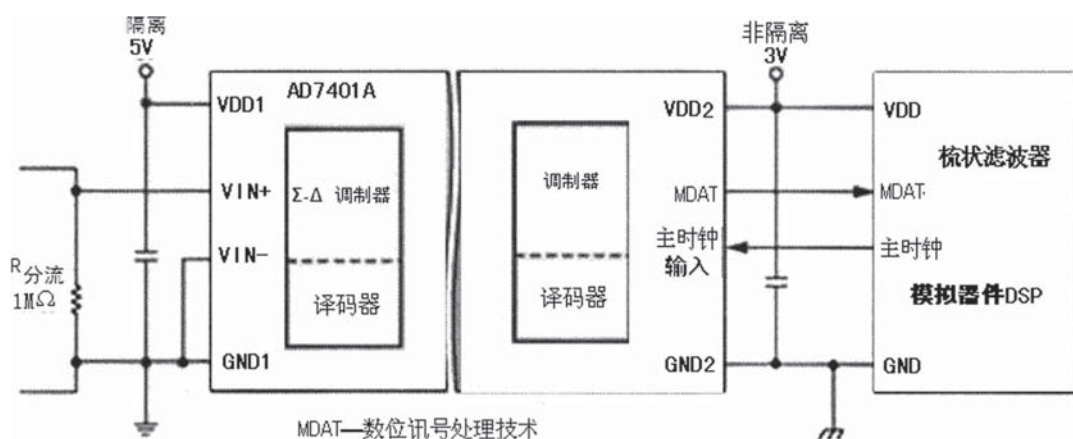 隔离
5V
AD7401A
VDD1
VIN+
VIN-
GND1
Σ-Δ 调制器
译码器
R分流
1MΩ
调制器
译码器
VDD2
MDAT
主时钟
输入
GND2
非隔离
3V
VDD
梳状滤波器
MDAT
主时钟
模拟器件DSP
GND
MDAT—数位讯号处理技术